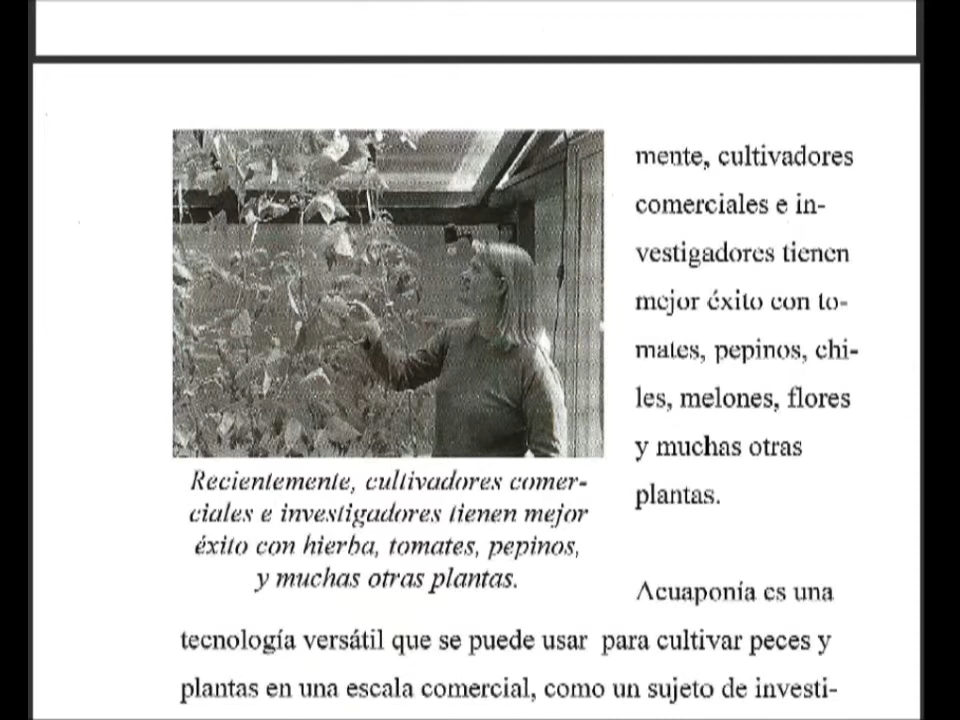 mente, cultivadores
comerciales e in-
vestigadores tienen
mejor éxito con to-
mates, pepinos, chi-
les, melones, flores
y muchas otras
plantas.
Recientemente, cultivadores comer-
ciales e investigadores tienen mejor
éxito con hierba, tomates, pepinos,
y muchas otras plantas.
Acuaponía es una
tecnología versátil que se puede usar para cultivar peces y
plantas en una escala comercial, como un sujeto de investi-